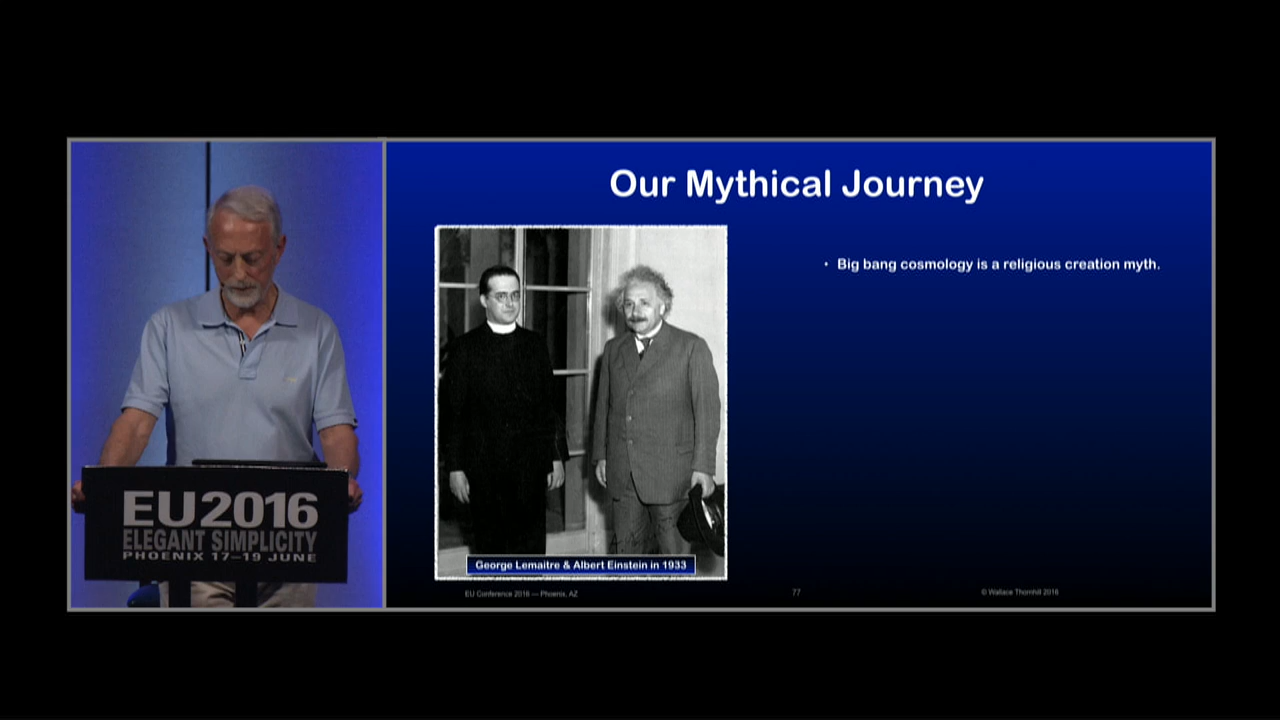 Our Mythical Journey
• Big bang cosmology is a religious creation myth.
George Lemaitre & Albert Einstein in 1933
EU Conference 2016 — Phoenix, AZ
77
© Wallace Thornhill 2016
EU2016
ELEGANT SIMPLICITY
PHOENIX 17–19 JUNE